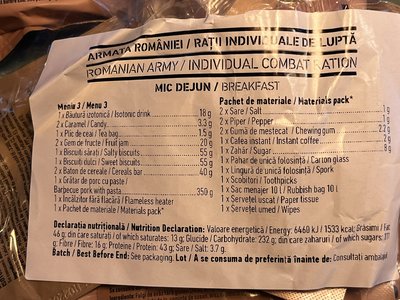 ARMATA ROMÂNIEI / RAȚII INDIVIDUALE DE LUPTĂ
ROMANIAN ARMY / INDIVIDUAL COMBAT RATION
MIC DEJUN / BREAKFAST
Meniu 3 / Menu 3
1 x Băutură izotonică / Isotonic drink 18 g
2 x Caramel / Candy 3.3 g
1 x Plic de ceai / Tea bag 1.5 g
2 x Gem de fructe / Fruit jam 20 g
1 x Biscuiți sărați / Salty biscuits 55 g
1 x Biscuiți dulci / Sweet biscuits 55 g
2 x Baton de cereale / Cereals bar 40 g
1 x Grătar de porc cu paste /
Barbecue pork with pasta 350 g
1 x Încălzitor fără flacără / Flameless heater
1 x Pachet de materiale / Materials pack*
Pachet de materiale / Materials pack*
2 x Sare / Salt 1 g
2 x Piper / Pepper 1 g
2 x Gumă de mestecat / Chewing gum 22 g
1 x Cafea instant / Instant coffee 2 g
2 x Zahăr / Sugar 8 g
1 x Pahar de unică folosință / Carton glass
1 x Lingură de unică folosință / Spork
1 x Scobitori / Toothpicks
1 x Sac menajer 10 L / Rubbish bag 10 L
1 x Șervețel uscat / Paper tissue
1 x Șervețel umed / Wipes
Declarația nutrițională / Nutrition Declaration: Valoare energetică / Energy: 6460 kJ / 1533 kcal; Grăsimi / Fat:
46 g; din care saturați / of which saturates: 13 g; Glucide / Carbohydrate: 232 g; din care zaharuri / of which sugars:
g; Fibre / Fibre: 16 g; Proteine / Protein: 43 g; Sare / Salt: 3.7 g.
Batch / Best Before End: See packaging. Lot / A se consuma de preferință înainte de: Consultați ambalaj